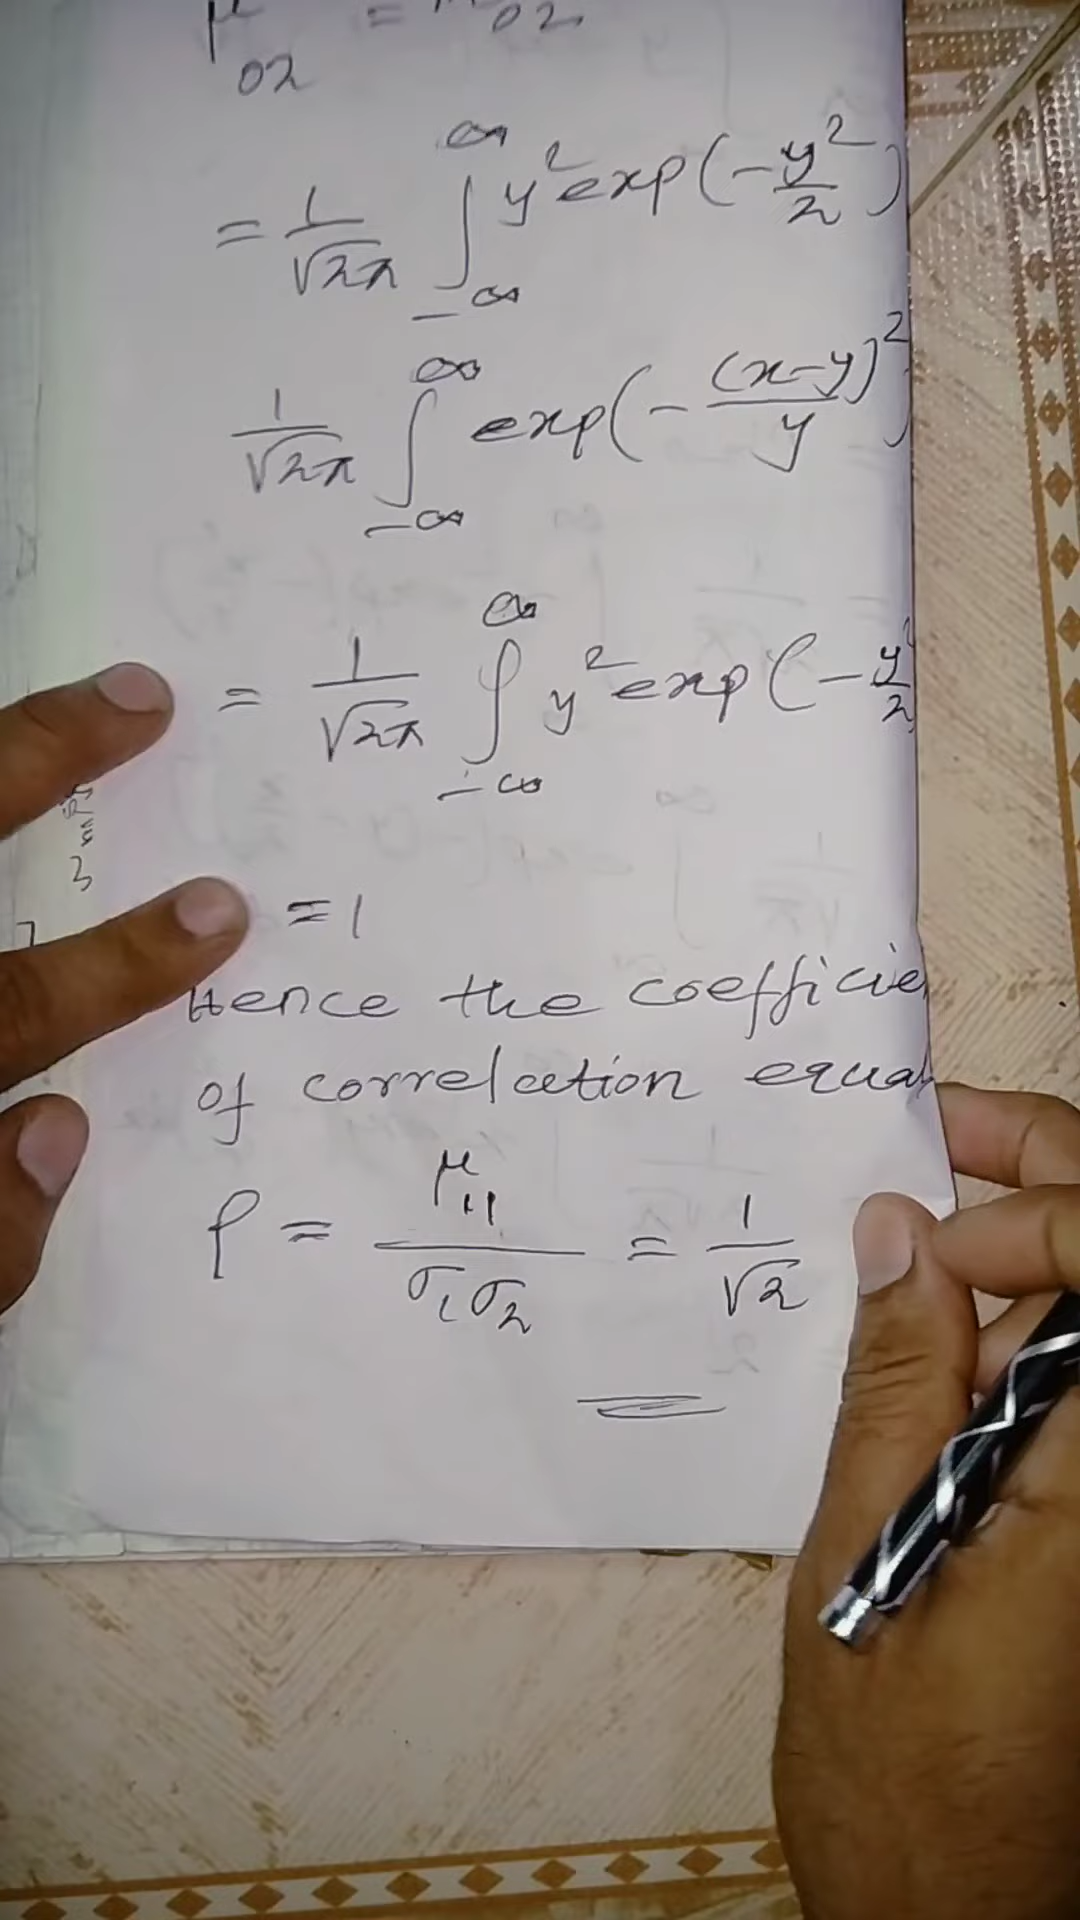 μ₀₂ = 02
= 1/√2π ∫_{-∞}^{∞} y² exp(-y²/2)
1/√2π ∫_{-∞}^{∞} exp(-(x-y)²/y)
= 1/√2π ∫_{-∞}^{∞} y² exp(-y²/2
= 1
Hence the coefficie
of correlation equal
ρ = μ₁₁/σ₁σ₂ = 1/√2